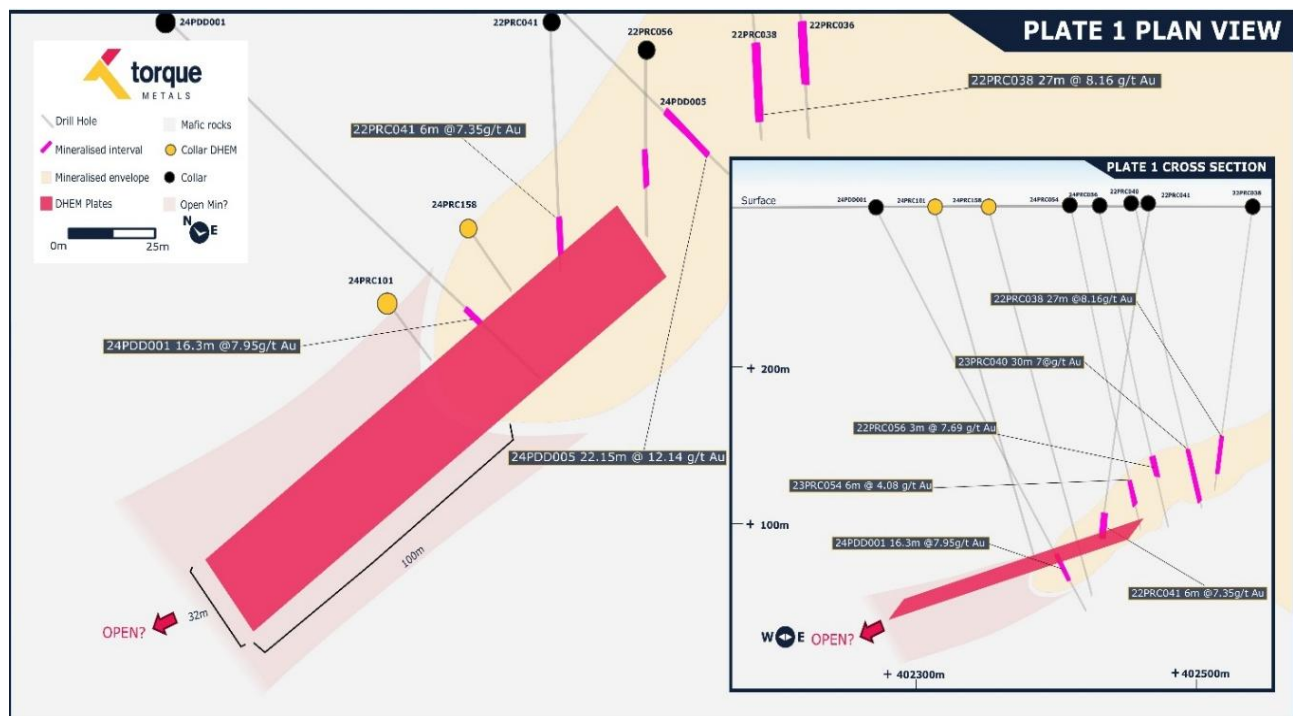 PLATE 1 PLAN VIEW
24PDD001
22PRC041
22PRC056
22PRC038
22PRC036
torque
METALS
Drill Hole
Mafic rocks
Mineralised interval
Collar DHEM
Mineralised envelope
Collar
DHEM Plates
Open Min?
0m
25m
N
E
22PRC038 27m @ 8.16 g/t Au
24PDD005
22PRC041 6m @7.35g/t Au
24PRC158
24PRC101
24PDD001 16.3m @7.95g/t Au
24PDD005 22.15m @ 12.14 g/t Au
100m
32m
OPEN?
PLATE 1 CROSS SECTION
Surface
24PDD001
24PRC101
24PRC158
24PRC054
24PRC056
22PRC040
22PRC041
22PRC038
22PRC038 27m @8.16g/t Au
+ 200m
23PRC040 30m 7@g/t Au
22PRC056 3m @ 7.69 g/t Au
23PRC054 6m @ 4.08 g/t Au
+ 100m
24PDD001 16.3m @7.95g/t Au
22PRC041 6m @7.35g/t Au
W E OPEN?
+ 402300m
+ 402500m